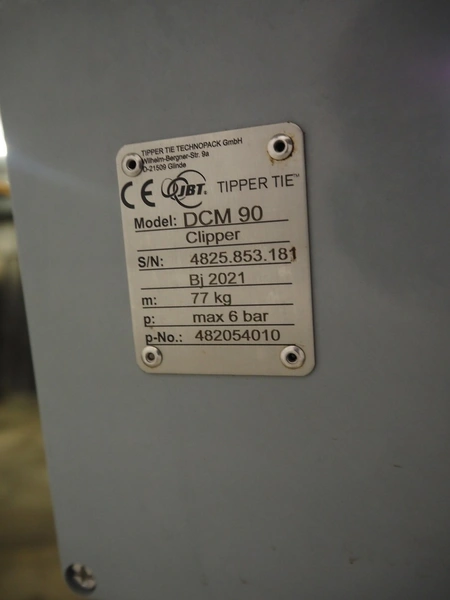 TIPPER TIE TECHNOPACK GmbH
Wilhelm-Bergner-Str. 9a
D-21509 Glinde
CE JBT® TIPPER TIE™
Model: DCM 90
Clipper
S/N: 4825.853.181
Bj 2021
m: 77 kg
p: max 6 bar
p-No.: 482054010